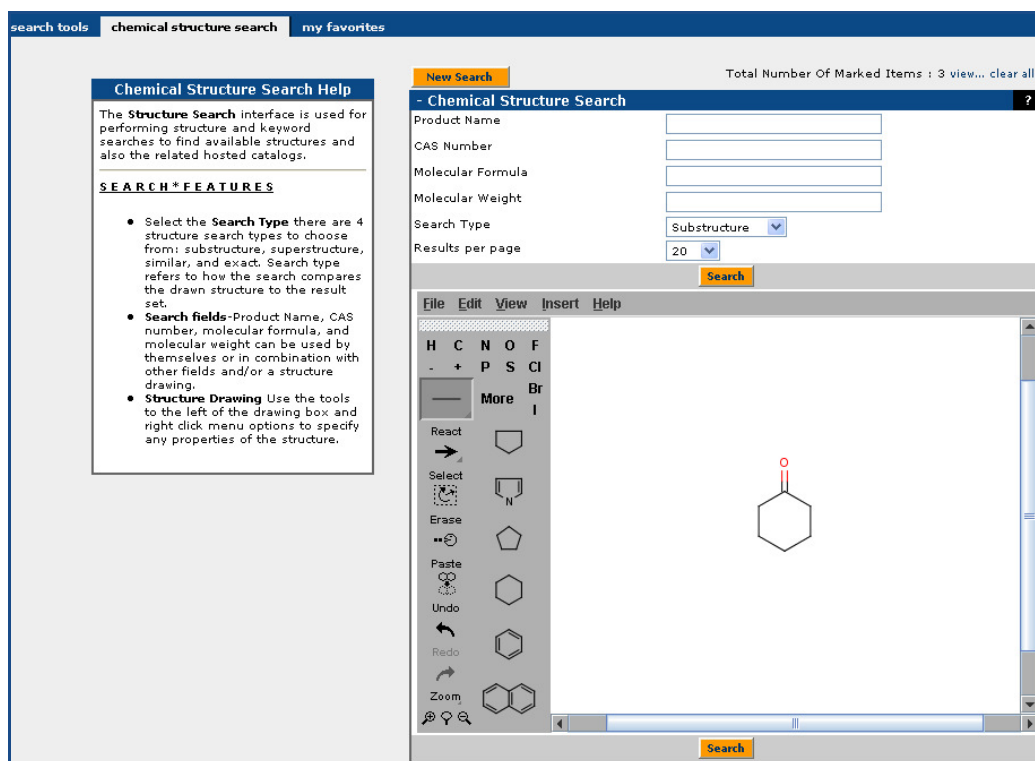 search tools chemical structure search my favorites
New Search Total Number Of Marked Items : 3 view... clear all
Chemical Structure Search Help
The Structure Search interface is used for
performing structure and keyword
searches to find available structures and
also the related hosted catalogs.
SEARCH*FEATURES
• Select the Search Type there are 4
structure search types to choose
from: substructure, superstructure,
similar, and exact. Search type
refers to how the search compares
the drawn structure to the result
set.
• Search fields-Product Name, CAS
number, molecular formula, and
molecular weight can be used by
themselves or in combination with
other fields and/or a structure
drawing.
• Structure Drawing Use the tools
to the left of the drawing box and
right click menu options to specify
any properties of the structure.
- Chemical Structure Search ?
Product Name
CAS Number
Molecular Formula
Molecular Weight
Search Type Substructure
Results per page 20
Search
File Edit View Insert Help
H C N O F
- + P S Cl
More Br
I
React
Select
N
Erase
Paste
Undo
Redo
Zoom
O
Search